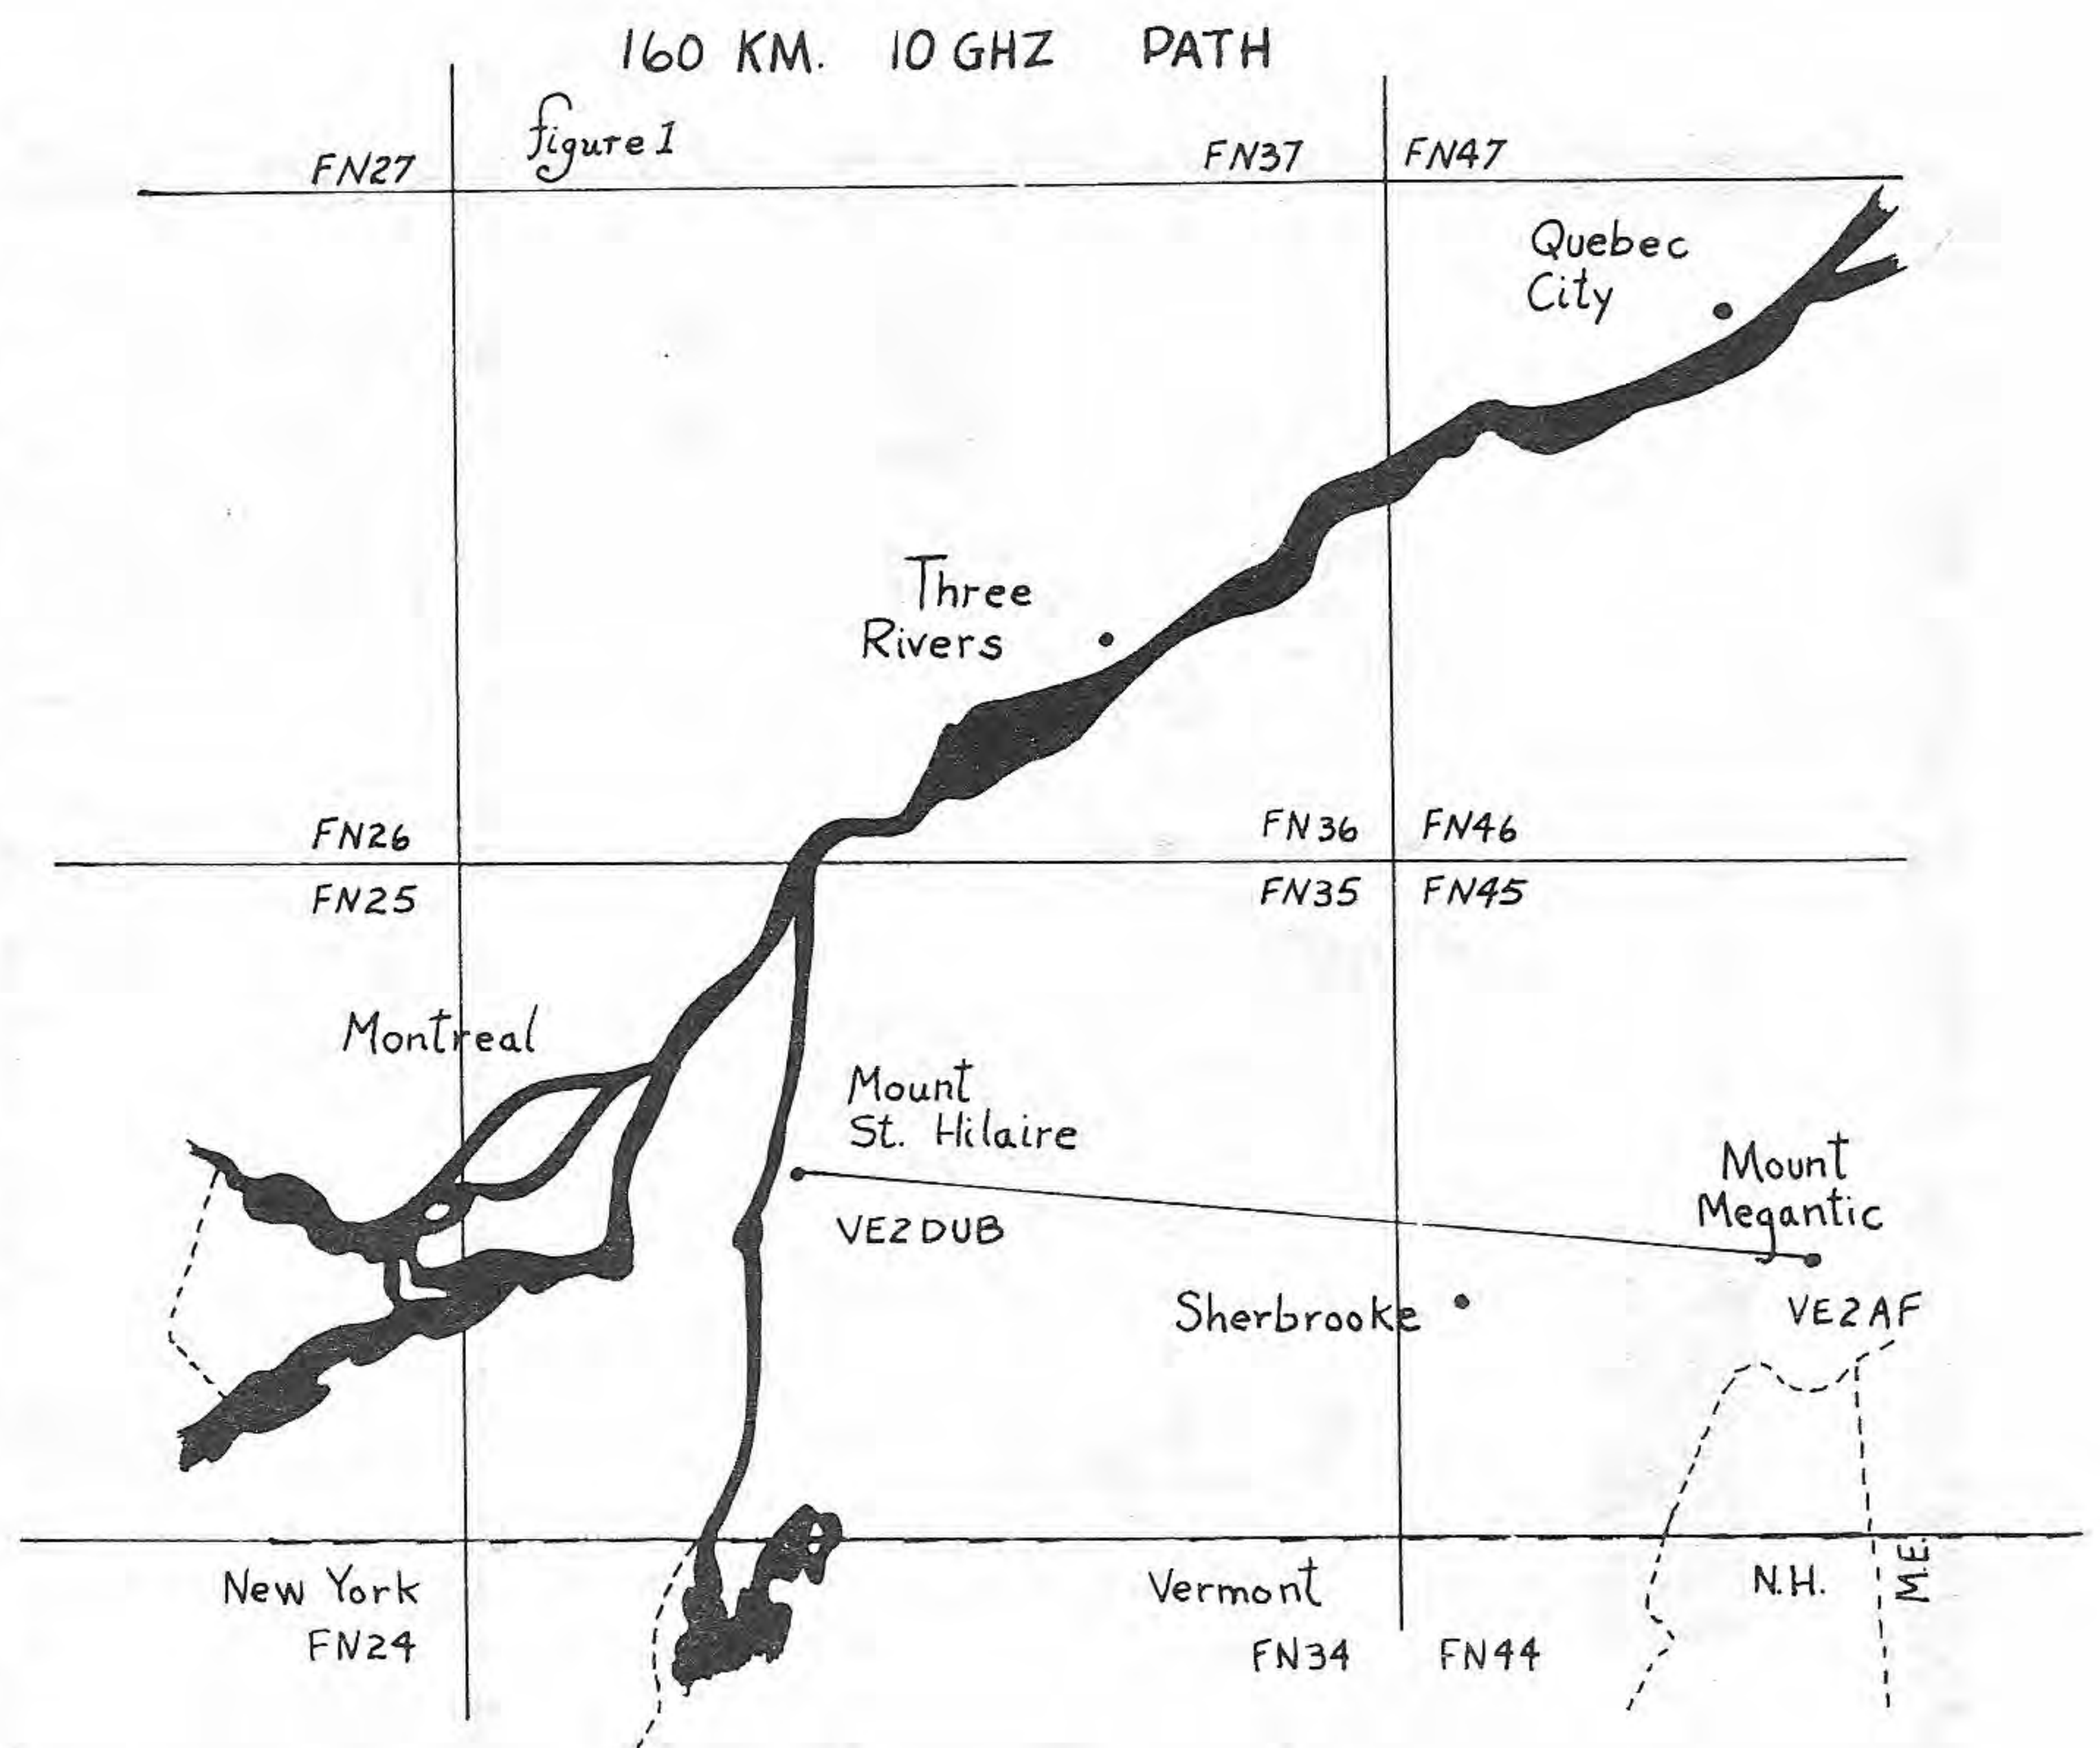 160 KM. 10 GHZ PATH
figure 1
FN27
FN37
FN47
Quebec
City
Three
Rivers
FN26
FN36
FN46
FN25
FN35
FN45
Montreal
Mount
St. Hilaire
VE2DUB
Mount
Megantic
VE2AF
Sherbrooke
New York
FN24
Vermont
FN34
FN44
N.H.
M.E.